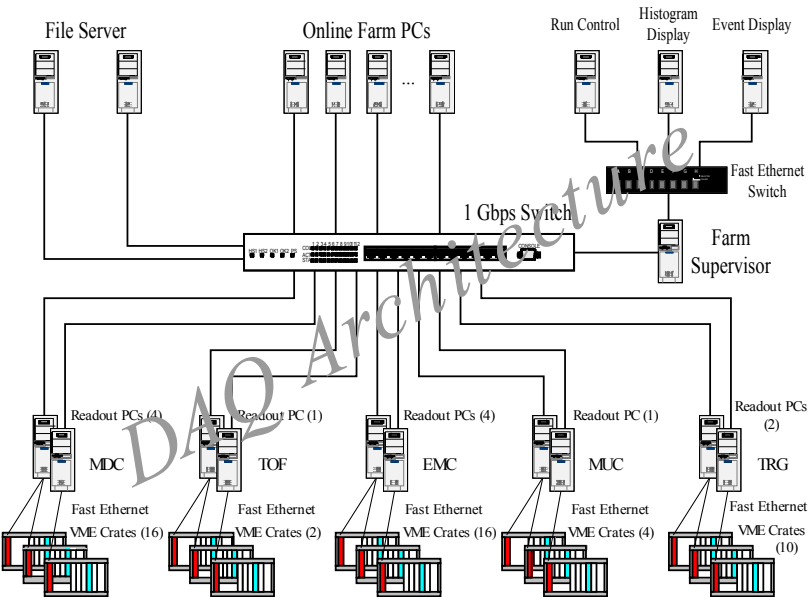 File Server
Online Farm PCs
Run Control
Histogram
Display
Event Display
...
Fast Ethernet
Switch
1 Gbps Switch
CONSOLE
Farm
Supervisor
DAQ Architecture
Readout PCs (4)
MDC
Readout PC (1)
TOF
Readout PCs (4)
EMC
Readout PC (1)
MUC
Readout PCs
(2)
TRG
Fast Ethernet
VME Crates (16)
Fast Ethernet
VME Crates (2)
Fast Ethernet
VME Crates (16)
Fast Ethernet
VME Crates (4)
Fast Ethernet
VME Crates
(10)